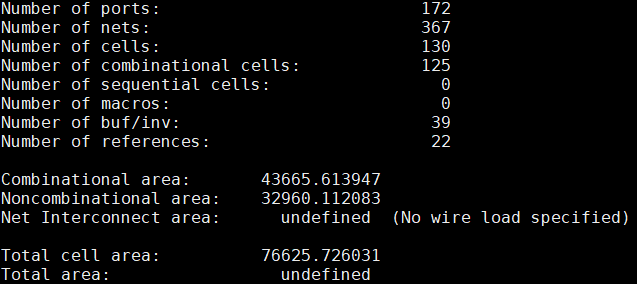 Number of ports: 172
Number of nets: 367
Number of cells: 130
Number of combinational cells: 125
Number of sequential cells: 0
Number of macros: 0
Number of buf/inv: 39
Number of references: 22
Combinational area: 43665.613947
Noncombinational area: 32960.112083
Net Interconnect area: undefined (No wire load specified)
Total cell area: 76625.726031
Total area: undefined